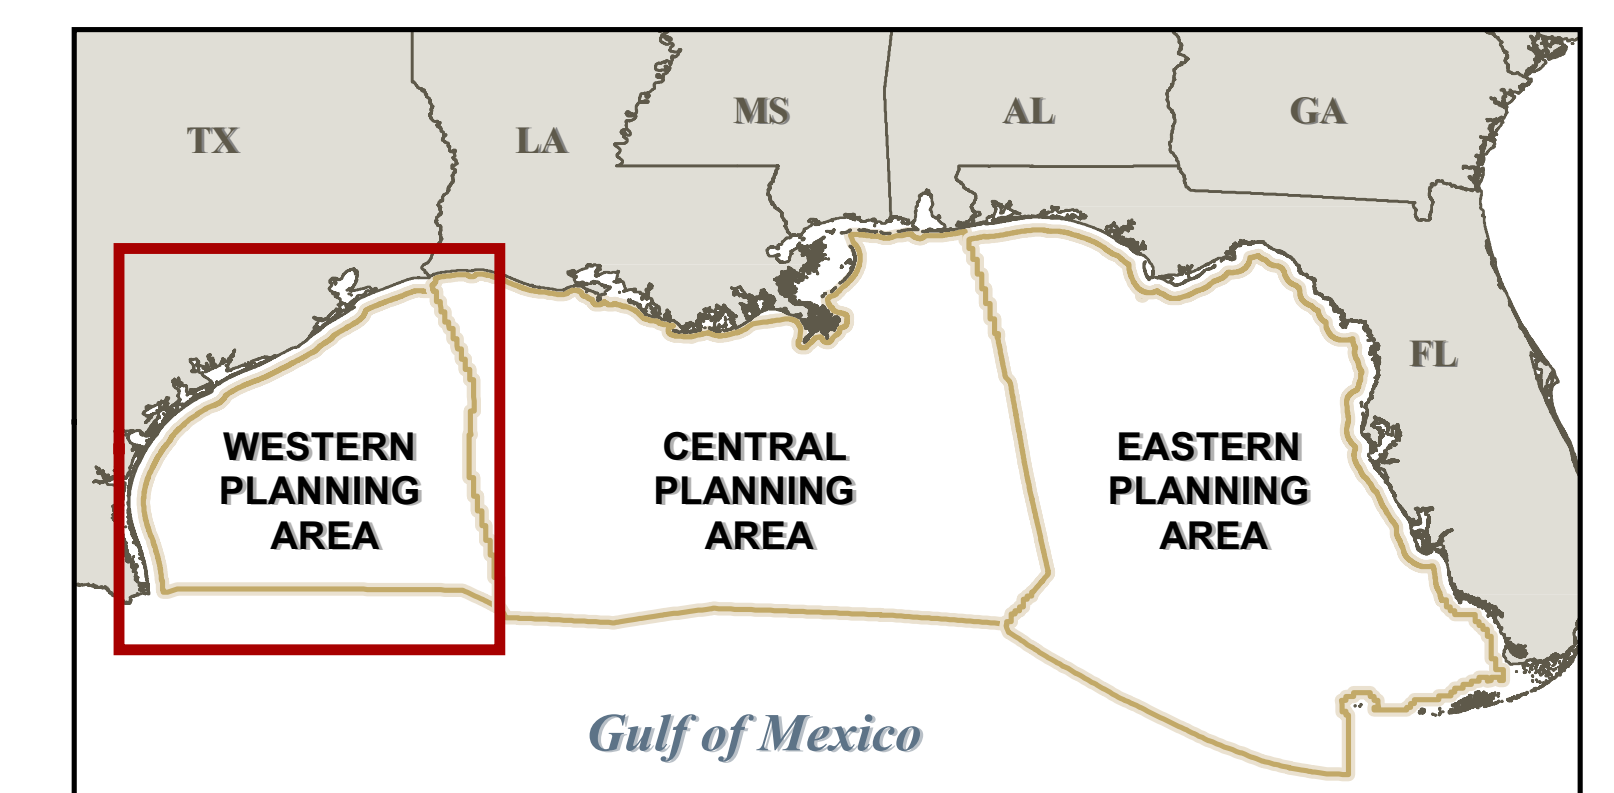 TX
LA
MS
AL
GA
FL
WESTERN
PLANNING
AREA
CENTRAL
PLANNING
AREA
EASTERN
PLANNING
AREA
Gulf of Mexico